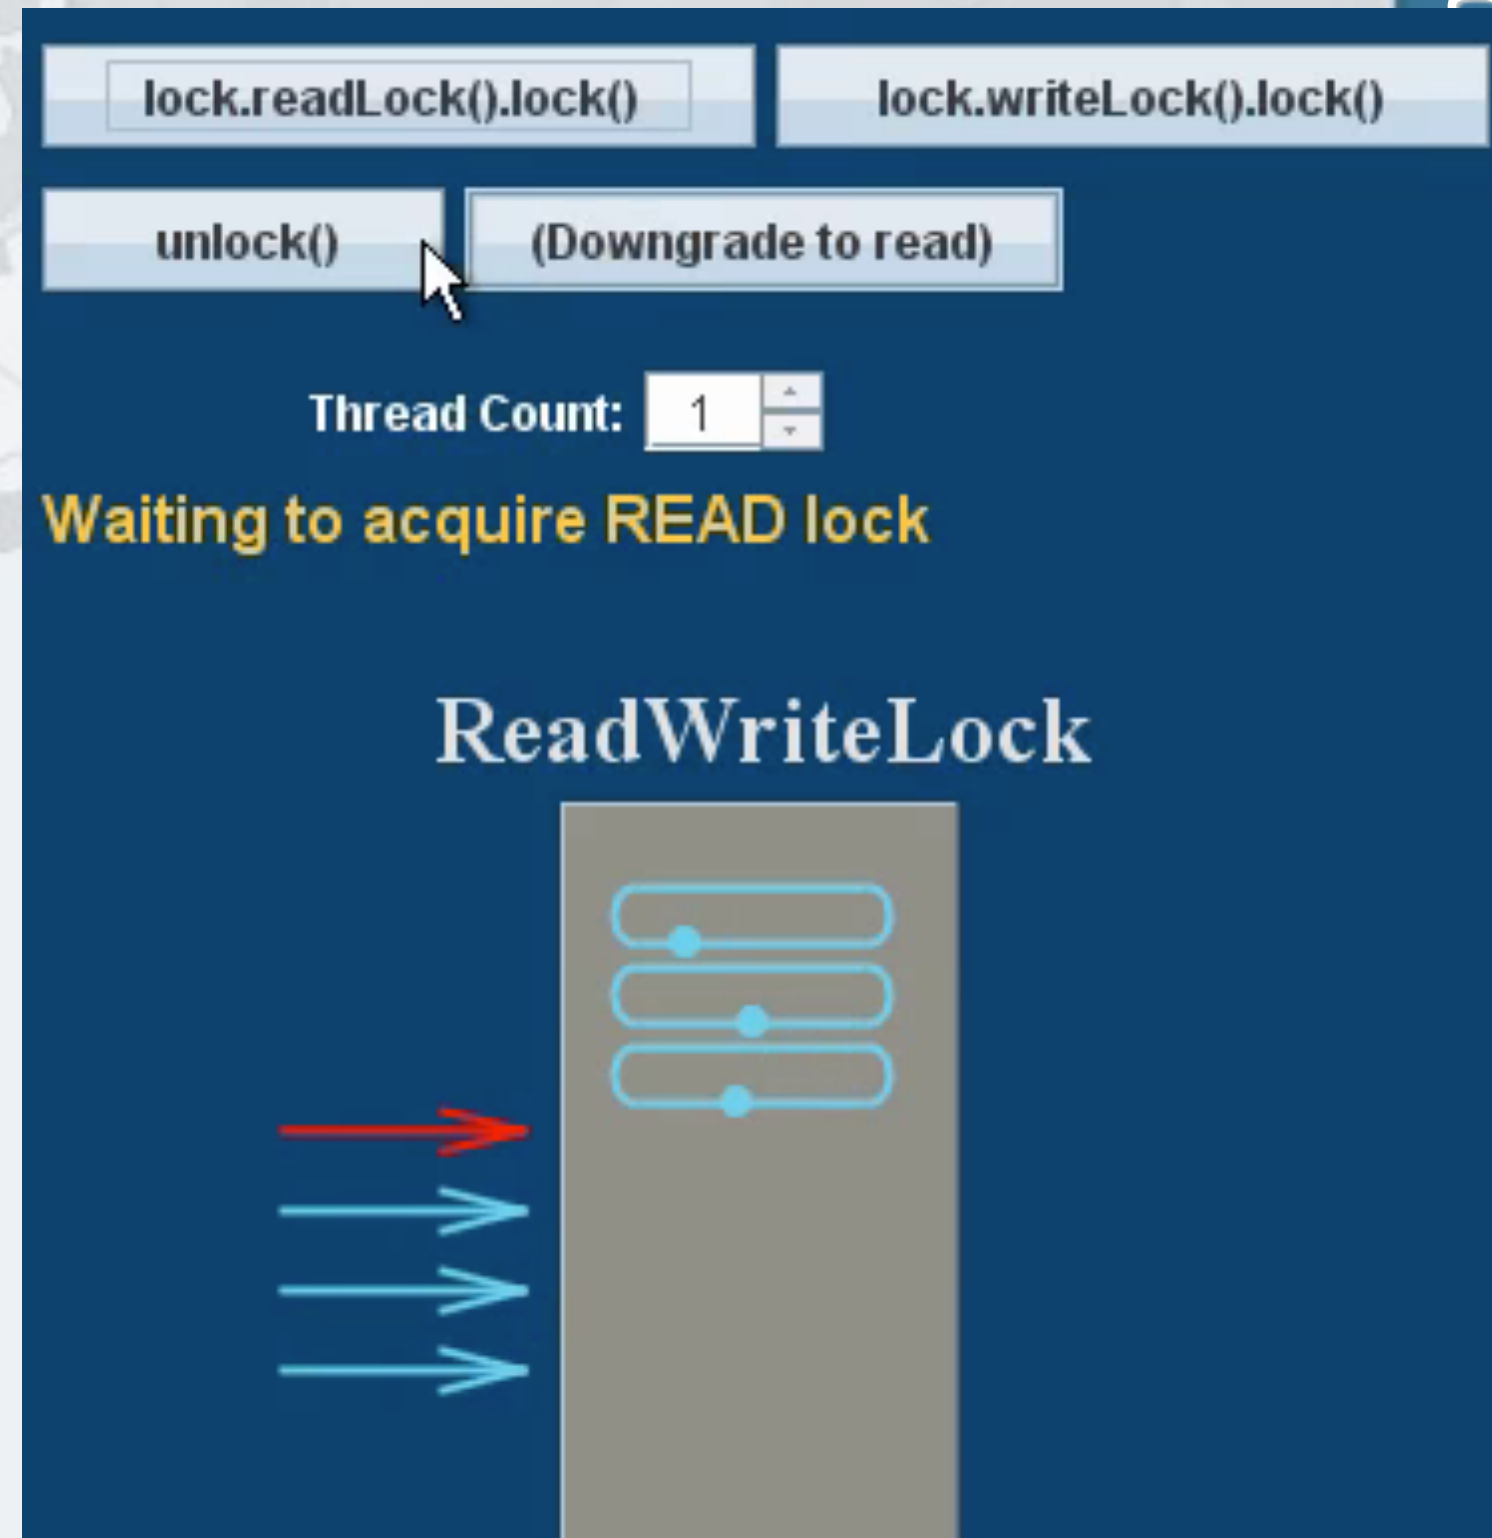 lock.readLock().lock() lock.writeLock().lock()
unlock() (Downgrade to read)
Thread Count: 1
Waiting to acquire READ lock
ReadWriteLock